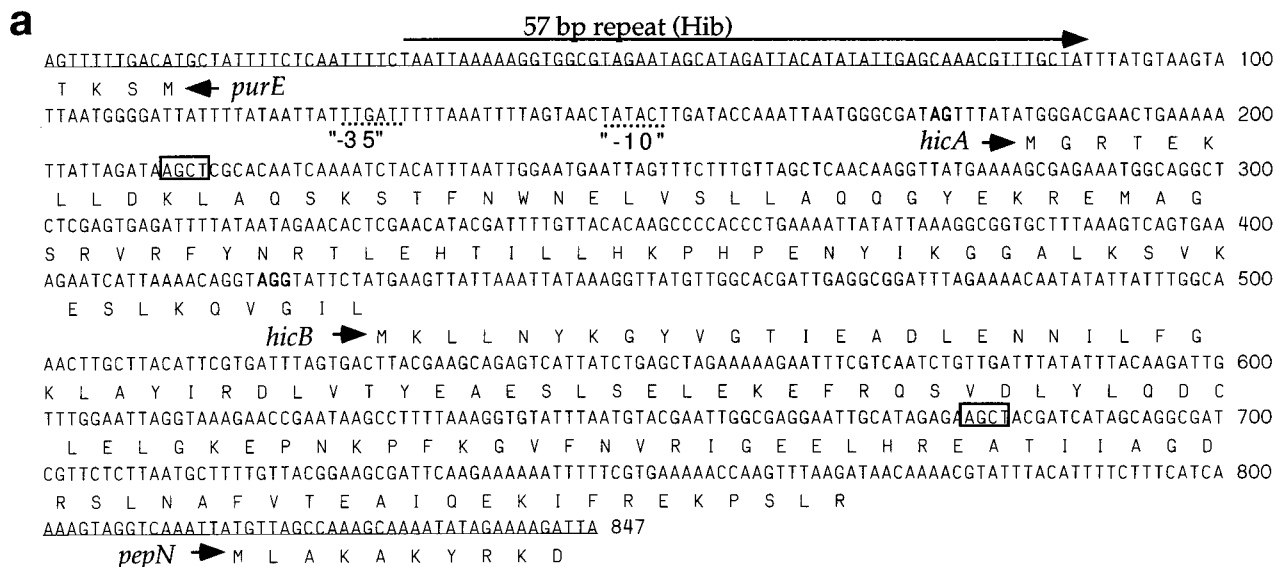 a
57 bp repeat (Hib)
AGTTTTTGACATGCTATTTTCTCAATTTTCTAATTAAAAAGGTGGCGTAGAATAGCATAGATTACATATATTGAGCAAACGTTTGCTATTTATGTAAGTA 100
T K S M purE
TTAATGGGGATTATTTTATAATTATTTGATTTTTAAATTTTAGTAACTATACTTGATACCAAATTAATGGGCGATAGTTTATATGGGACGAACTGAAAAA 200
"-35" "-10" hicA M G R T E K
TTATTAGATAAGCTCGCACAATCAAAATCTACATTTAATTGGAATGAATTAGTTTCTTTGTTAGCTCAACAAGGTTATGAAAAGCGAGAAATGGCAGGCT 300
L L D K L A Q S K S T F N W N E L V S L L A Q Q G Y E K R E M A G
CTCGAGTGAGATTTTATAATAGAACACTCGAACATACGATTTTGTTACACAAGCCCCACCCTGAAAATTATATTAAAGGCGGTGCTTTAAAGTCAGTGAA 400
S R V R F Y N R T L E H T I L L H K P H P E N Y I K G G A L K S V K
AGAATCATTAAAACAGGTAGGTATTCTATGAAGTTATTAAATTATAAAGGTTATGTTGGCACGATTGAGGCGGATTTAGAAAACAATATATTATTTGGCA 500
E S L K Q V G I L
hicB M K L L N Y K G Y V G T I E A D L E N N I L F G
AACTTGCTTACATTCGTGATTTAGTGACTTACGAAGCAGAGTCATTATCTGAGCTAGAAAAAGAATTTCGTCAATCTGTTGATTTATATTTACAAGATTG 600
K L A Y I R D L V T Y E A E S L S E L E K E F R Q S V D L Y L Q D C
TTTGGAATTAGGTAAAGAACCGAATAAGCCTTTTAAAGGTGTATTTAATGTACGAATTGGCGAGGAATTGCATAGAGAAGCTACGATCATAGCAGGCGAT 700
L E L G K E P N K P F K G V F N V R I G E E L H R E A T I I A G D
CGTTCTCTTAATGCTTTTGTTACGGAAGCGATTCAAGAAAAAATTTTTCGTGAAAAACCAAGTTTAAGATAACAAAACGTATTTACATTTTCTTTCATCA 800
R S L N A F V T E A I Q E K I F R E K P S L R
AAAGTAGGTCAAATTATGTTAGCCAAAGCAAAATATAGAAAAGATTA 847
pepN M L A K A K Y R K D